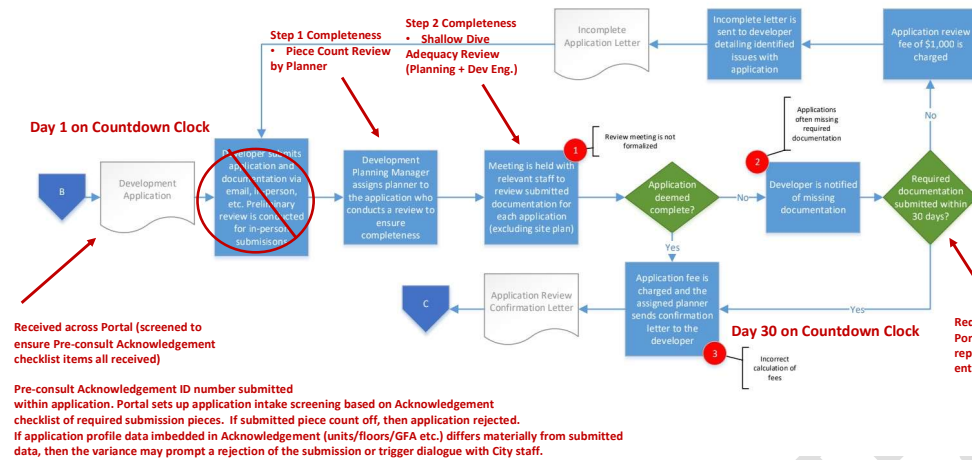 Step 1 Completeness
• Piece Count Review
by Planner
Step 2 Completeness
• Shallow Dive
Adequacy Review
(Planning + Dev Eng.)
Incomplete
Application Letter
Incomplete letter is
sent to developer
detailing identified
issues with
application
Application review
fee of $1,000 is
charged
Day 1 on Countdown Clock
B
Development
Application
Developer submits
application and
documentation via
email, in-person,
etc. Preliminary
review is conducted
for in-person
submisisons
Development
Planning Manager
assigns planner to
the application who
conducts a review to
ensure
completeness
Meeting is held with
relevant staff to
review submitted
documentation for
each application
(excluding site plan)
1
Review meeting is not
formalized
Application
deemed
complete?
No
Yes
2
Applications
often missing
required
documentation
Developer is notified
of missing
documentation
Required
documentation
submitted within
30 days?
No
Yes
C
Application Review
Confirmation Letter
Application fee is
charged and the
assigned planner
sends confirmation
letter to the
developer
Day 30 on Countdown Clock
3
Incorrect
calculation of
fees
Received across Portal (screened to
ensure Pre-consult Acknowledgement
checklist items all received)
Pre-consult Acknowledgement ID number submitted
within application. Portal sets up application intake screening based on Acknowledgement
checklist of required submission pieces. If submitted piece count off, then application rejected.
If application profile data imbedded in Acknowledgement (units/floors/GFA etc.) differs materially from submitted
data, then the variance may prompt a rejection of the submission or trigger dialogue with City staff.